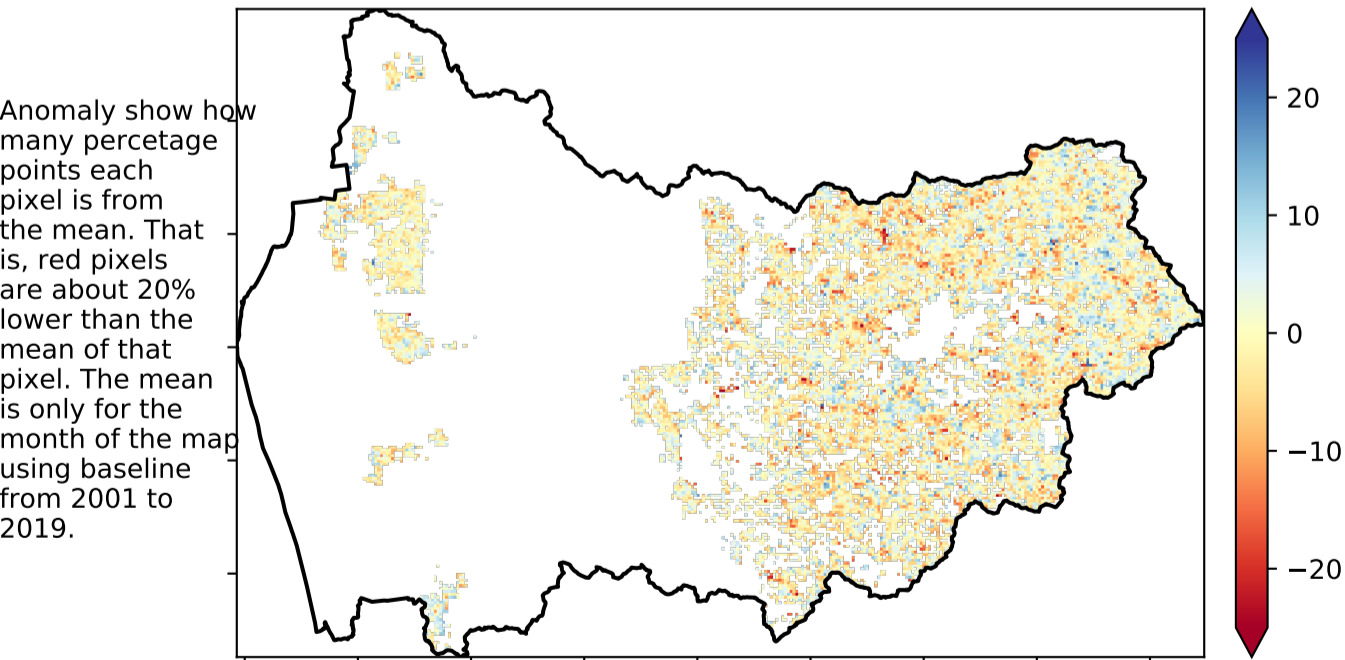 Anomaly show how
many percetage
points each
pixel is from
the mean. That
is, red pixels
are about 20%
lower than the
mean of that
pixel. The mean
is only for the
month of the map
using baseline
from 2001 to
2019.
20
10
0
−10
−20